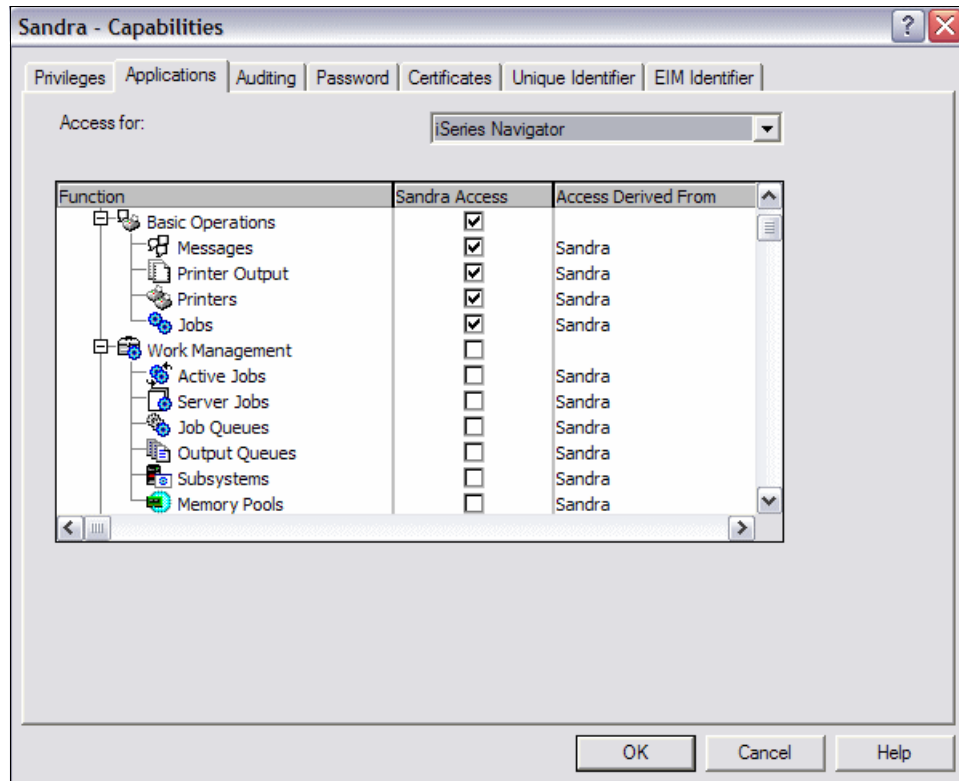 Sandra - Capabilities
Privileges Applications Auditing Password Certificates Unique Identifier EIM Identifier
Access for: iSeries Navigator
Function Sandra Access Access Derived From
Basic Operations
Messages Sandra
Printer Output Sandra
Printers Sandra
Jobs Sandra
Work Management
Active Jobs Sandra
Server Jobs Sandra
Job Queues Sandra
Output Queues Sandra
Subsystems Sandra
Memory Pools Sandra
OK Cancel Help